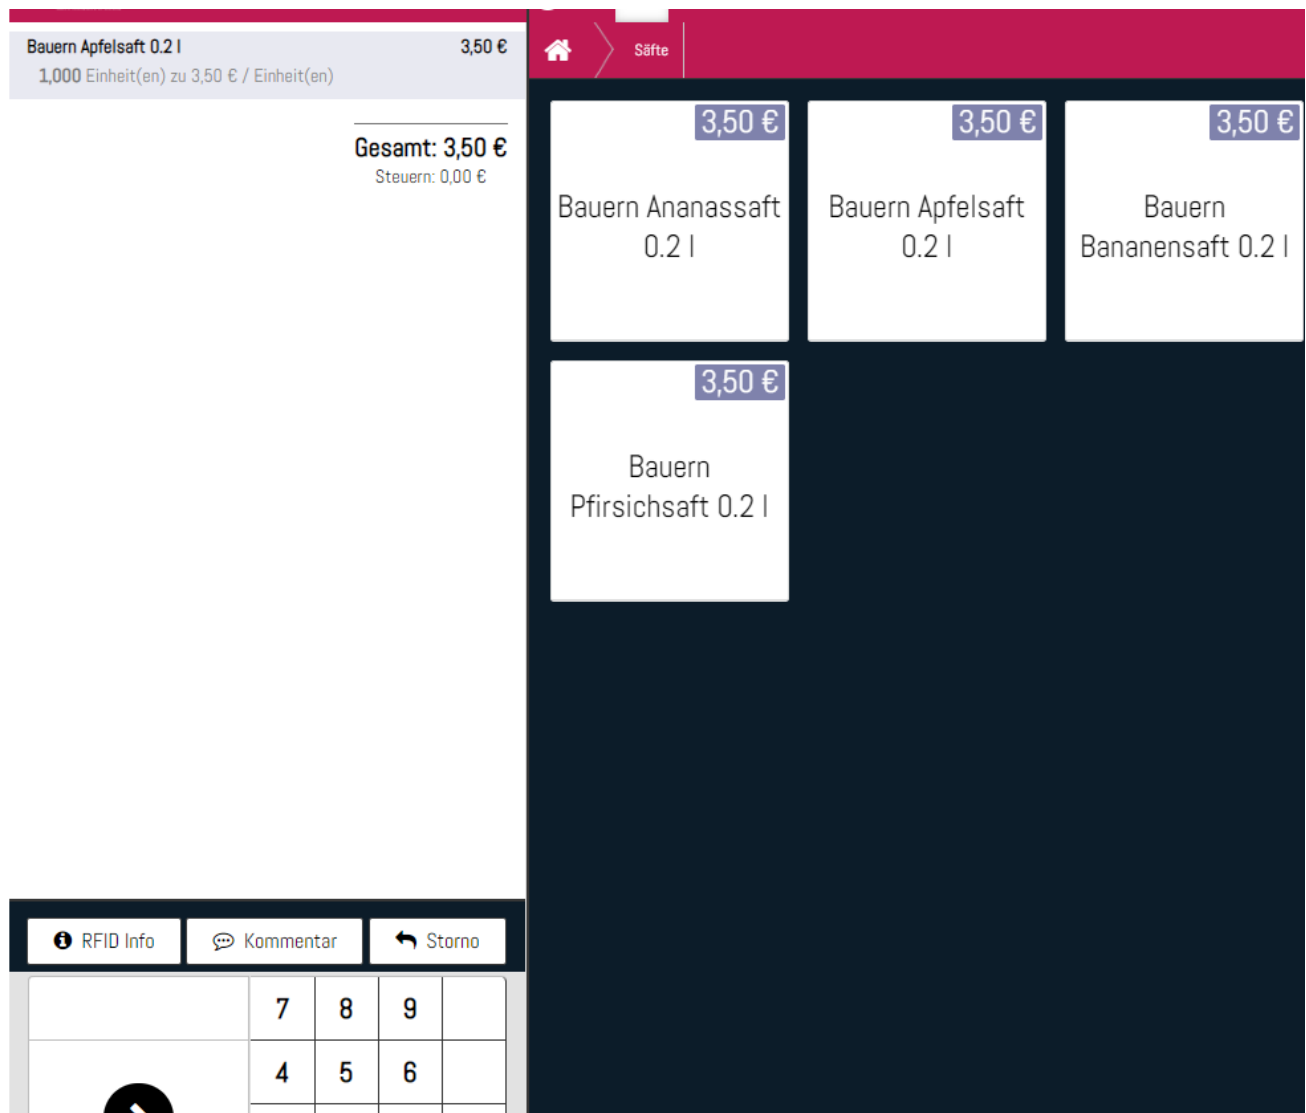 Bauern Apfelsaft 0.2 l 3,50 €
1,000 Einheit(en) zu 3,50 € / Einheit(en)
Gesamt: 3,50 €
Steuern: 0,00 €
RFID Info Kommentar Storno
7 8 9
4 5 6
Säfte
3,50 € 3,50 € 3,50 €
Bauern Ananassaft
0.2 l
Bauern Apfelsaft
0.2 l
Bauern
Bananensaft 0.2 l
3,50 €
Bauern
Pfirsichsaft 0.2 l